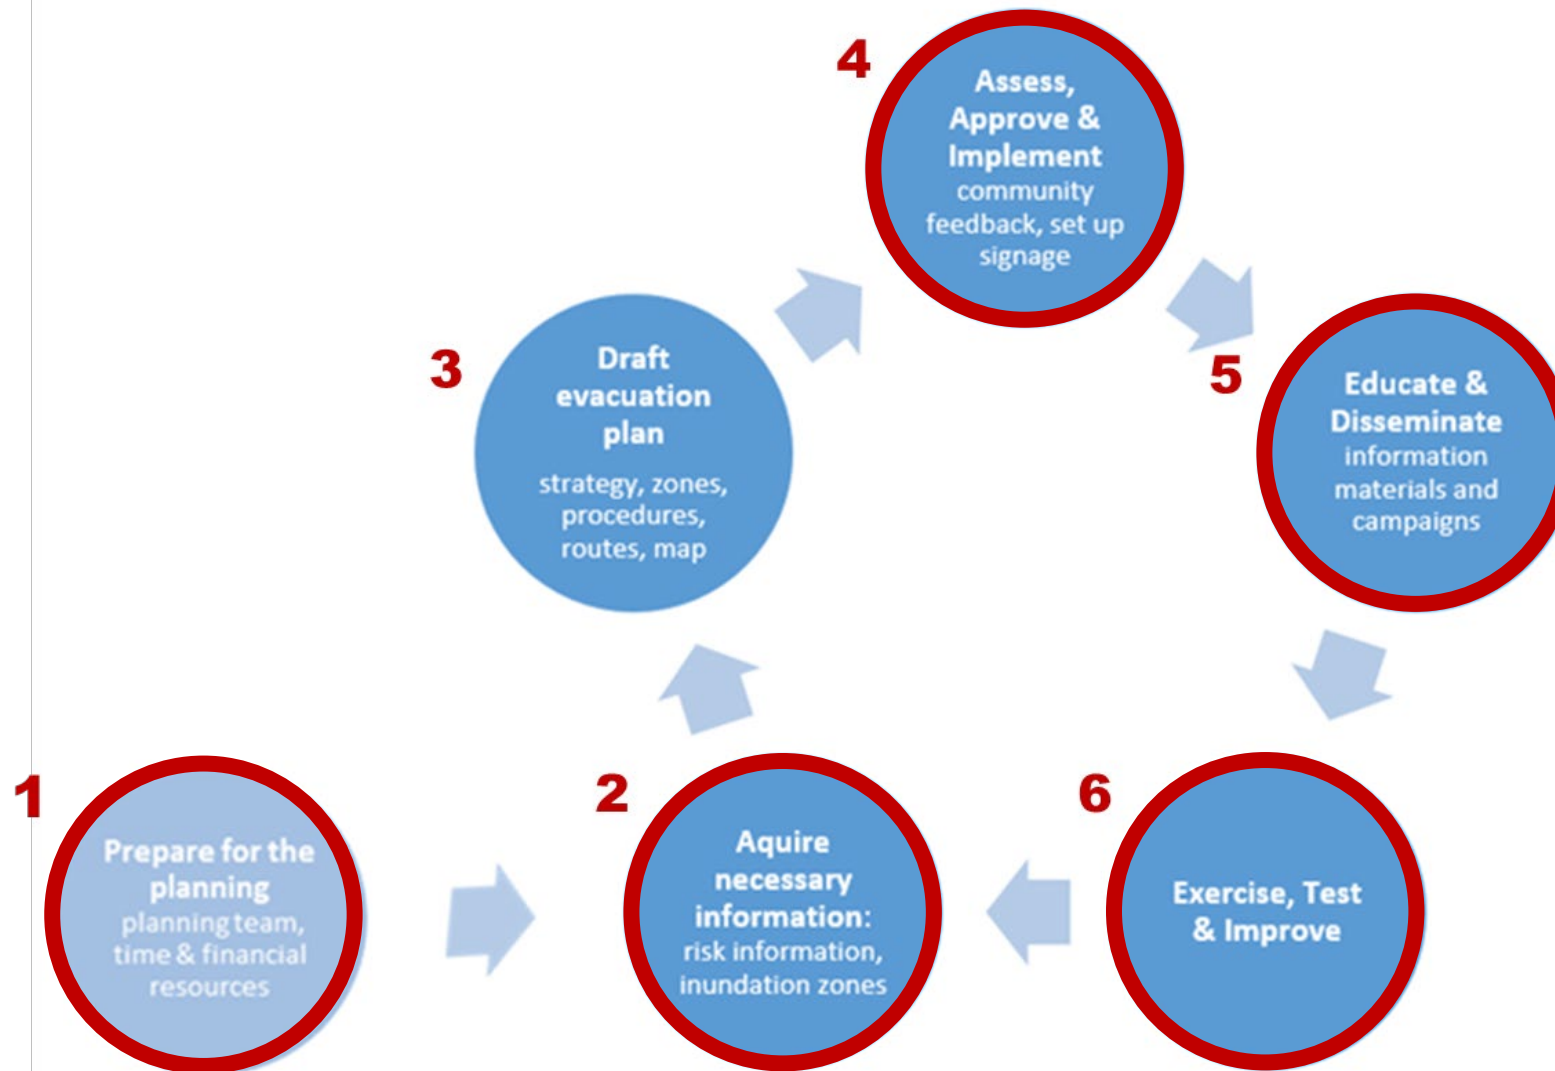 1
Prepare for the
planning
planning team,
time & financial
resources
2
Aquire
necessary
information:
risk information,
inundation zones
3
Draft
evacuation
plan
strategy, zones,
procedures,
routes, map
4
Assess,
Approve &
Implement
community
feedback, set up
signage
5
Educate &
Disseminate
information
materials and
campaigns
6
Exercise, Test
& Improve